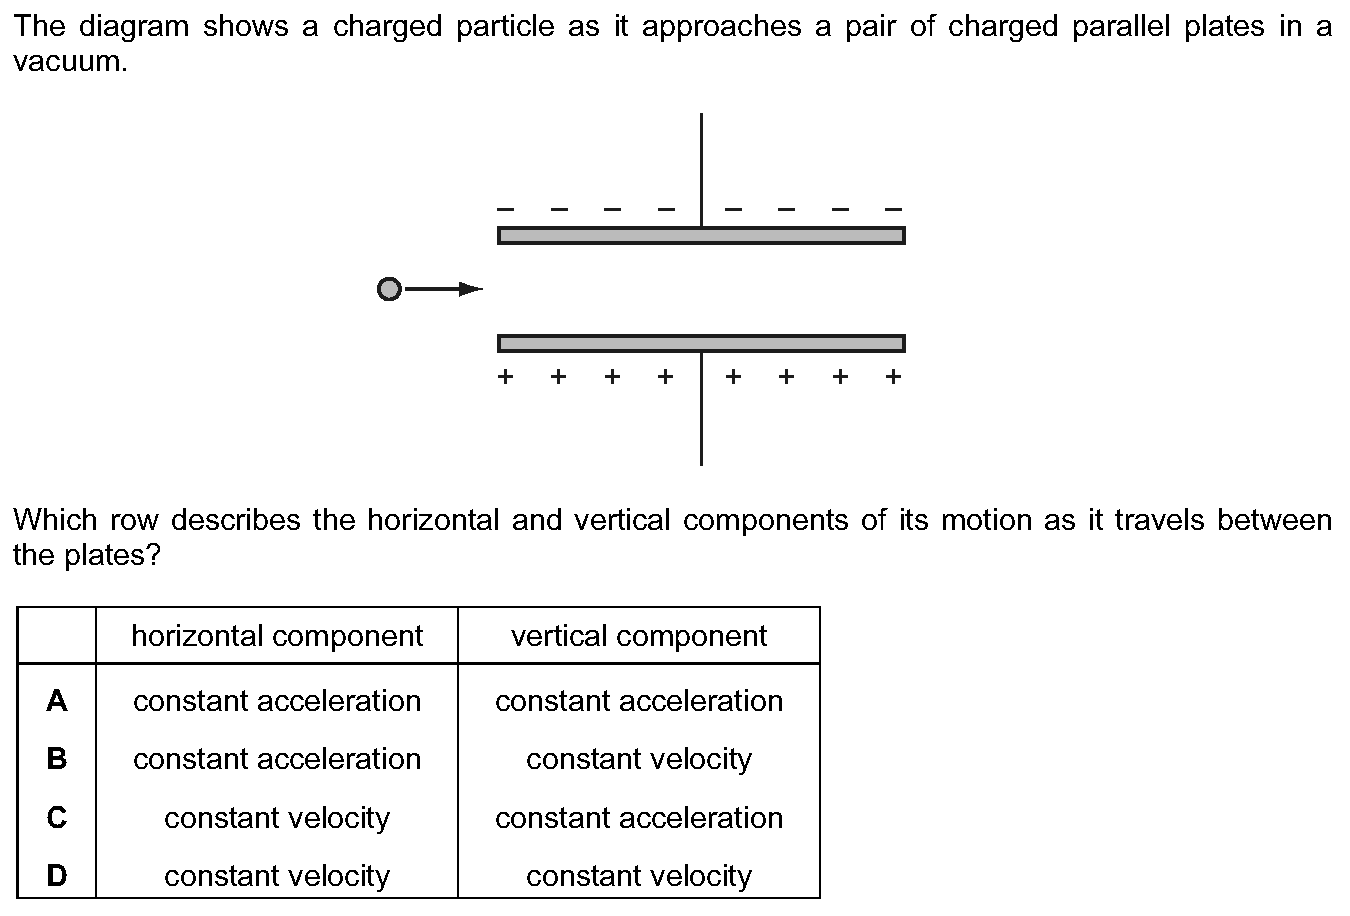 The diagram shows a charged particle as it approaches a pair of charged parallel plates in a
vacuum.
– – – – – – – –
+ + + + + + + +
Which row describes the horizontal and vertical components of its motion as it travels between
the plates?
horizontal component vertical component
A constant acceleration constant acceleration
B constant acceleration constant velocity
C constant velocity constant acceleration
D constant velocity constant velocity